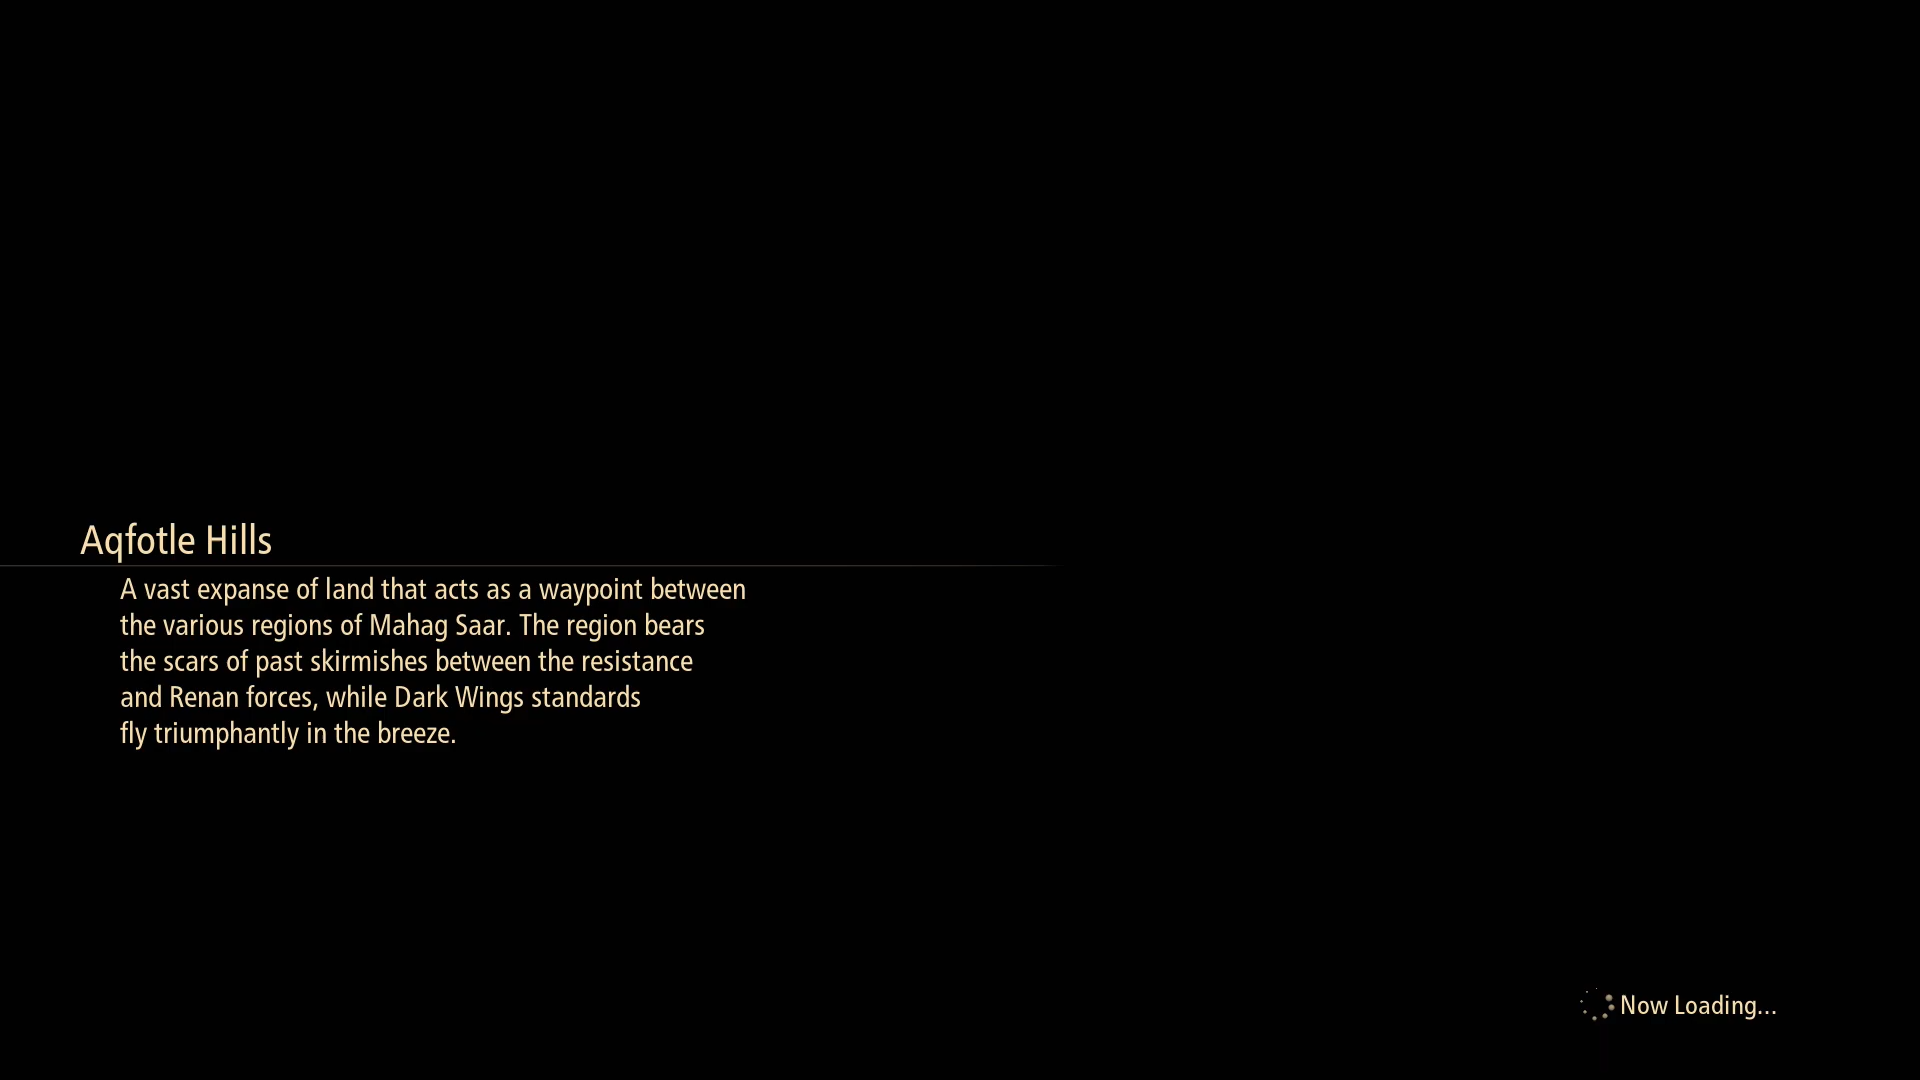 Aqfotle Hills
A vast expanse of land that acts as a waypoint between
the various regions of Mahag Saar. The region bears
the scars of past skirmishes between the resistance
and Renan forces, while Dark Wings standards
fly triumphantly in the breeze.
Now Loading...